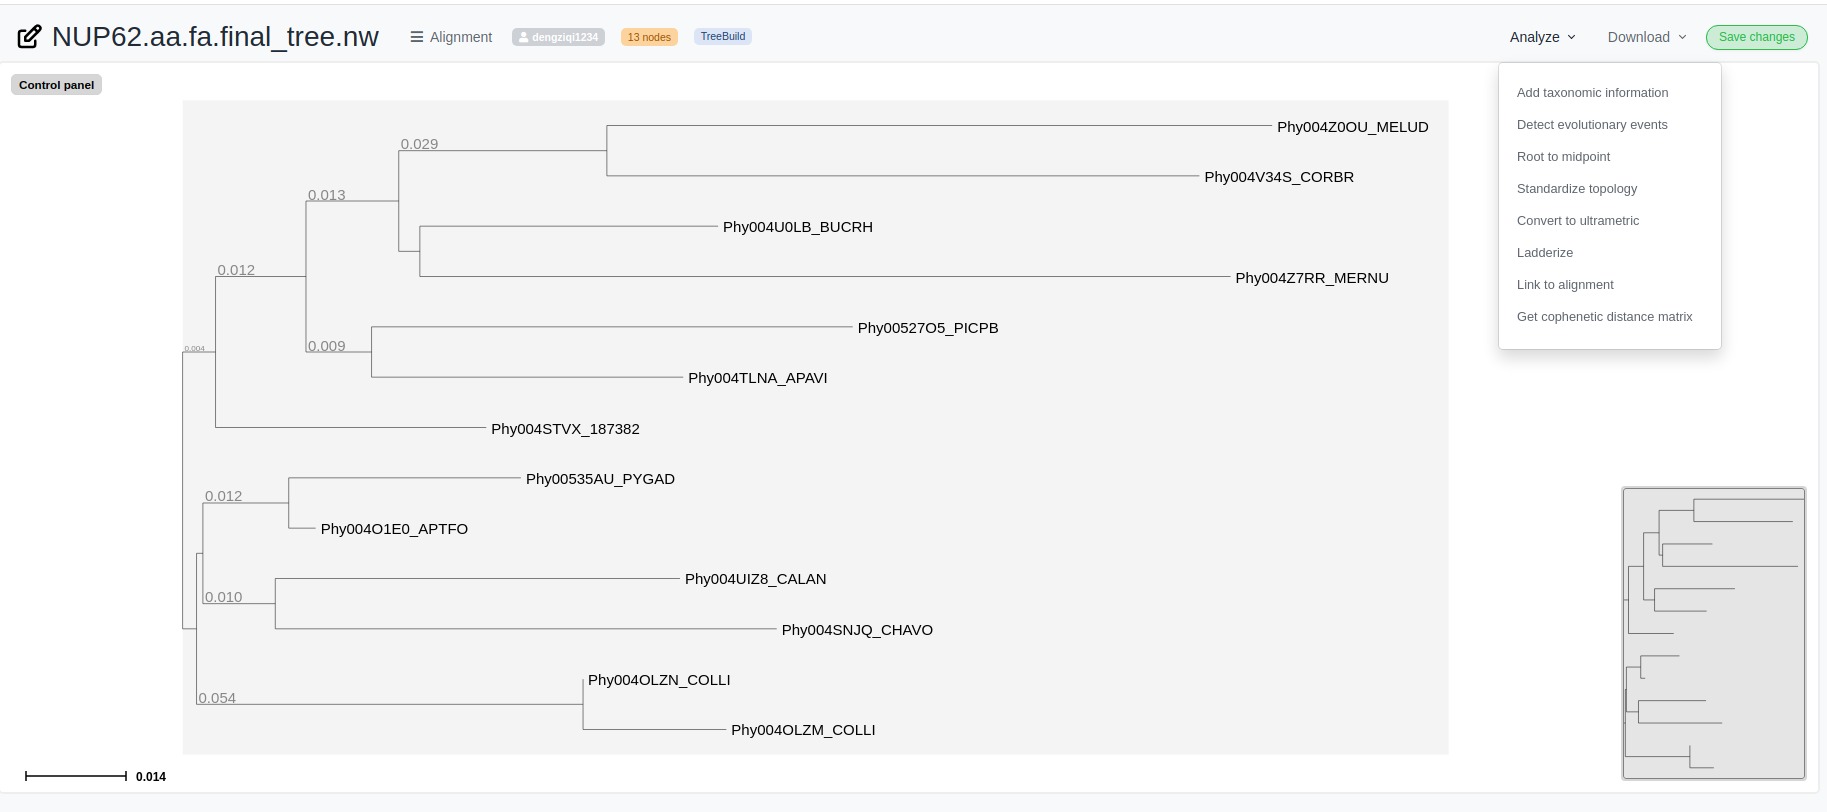 NUP62.aa.fa.final_tree.nw Alignment dengziqi1234 13 nodes TreeBuild Analyze Download Save changes
Control panel
Add taxonomic information
Detect evolutionary events
Root to midpoint
Standardize topology
Convert to ultrametric
Ladderize
Link to alignment
Get cophenetic distance matrix
Phy004Z0OU_MELUD
0.029
Phy004V34S_CORBR
0.013
Phy004U0LB_BUCRH
0.012
Phy004Z7RR_MERNU
Phy00527O5_PICPB
0.009
0.004
Phy004TLNA_APAVI
Phy004STVX_187382
Phy00535AU_PYGAD
0.012
Phy004O1E0_APTFO
Phy004UIZ8_CALAN
0.010
Phy004SNJQ_CHAVO
Phy004OLZN_COLLI
0.054
Phy004OLZM_COLLI
0.014